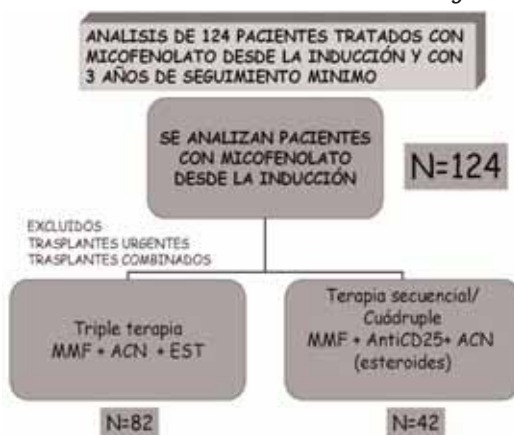 ANALISIS DE 124 PACIENTES TRATADOS CON
MICOFENOLATO DESDE LA INDUCCIÓN Y CON
3 AÑOS DE SEGUIMIENTO MINIMO
SE ANALIZAN PACIENTES
CON MICOFENOLATO
DESDE LA INDUCCIÓN
N=124
EXCLUIDOS
TRASPLANTES URGENTES
TRASPLANTES COMBINADOS
Triple terapia
MMF + ACN + EST
Terapia secuencial/
Cuádruple
MMF + AntiCD25+ ACN
(esteroides)
N=82
N=42